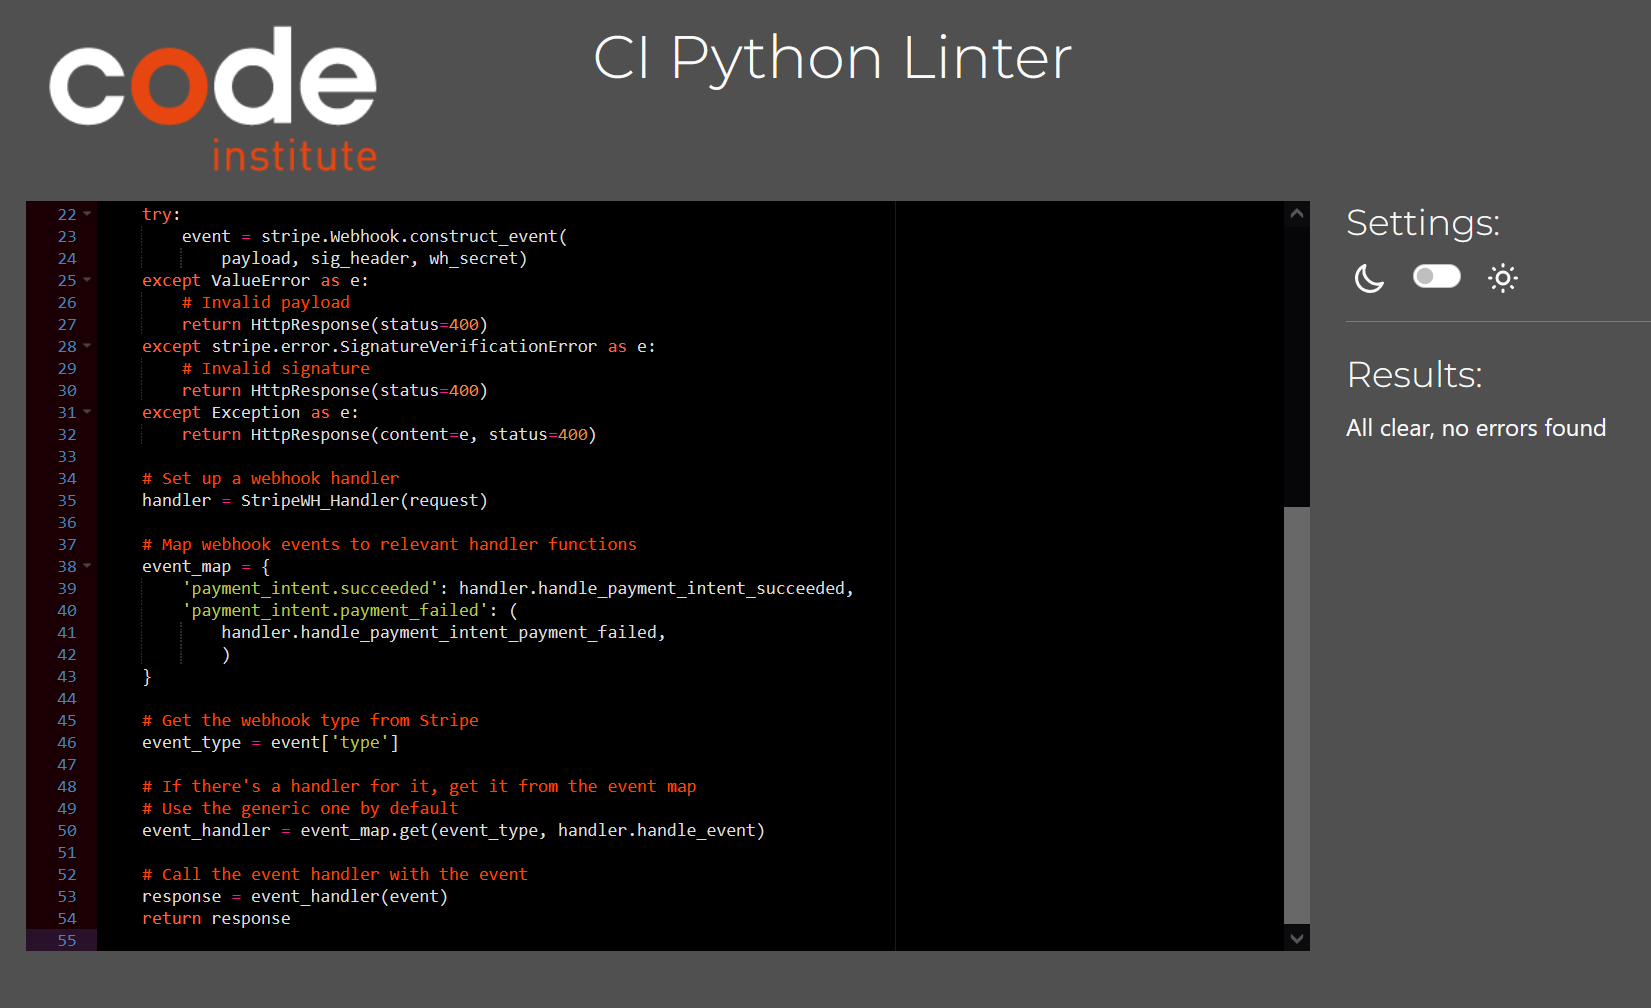 code
institute
CI Python Linter
22 try:
23 event = stripe.Webhook.construct_event(
24 payload, sig_header, wh_secret)
25 except ValueError as e:
26 # Invalid payload
27 return HttpResponse(status=400)
28 except stripe.error.SignatureVerificationError as e:
29 # Invalid signature
30 return HttpResponse(status=400)
31 except Exception as e:
32 return HttpResponse(content=e, status=400)
33
34 # Set up a webhook handler
35 handler = StripeWH_Handler(request)
36
37 # Map webhook events to relevant handler functions
38 event_map = {
39 'payment_intent.succeeded': handler.handle_payment_intent_succeeded,
40 'payment_intent.payment_failed': (
41 handler.handle_payment_intent_payment_failed,
42 )
43 }
44
45 # Get the webhook type from Stripe
46 event_type = event['type']
47
48 # If there's a handler for it, get it from the event map
49 # Use the generic one by default
50 event_handler = event_map.get(event_type, handler.handle_event)
51
52 # Call the event handler with the event
53 response = event_handler(event)
54 return response
55
Settings:
Results:
All clear, no errors found